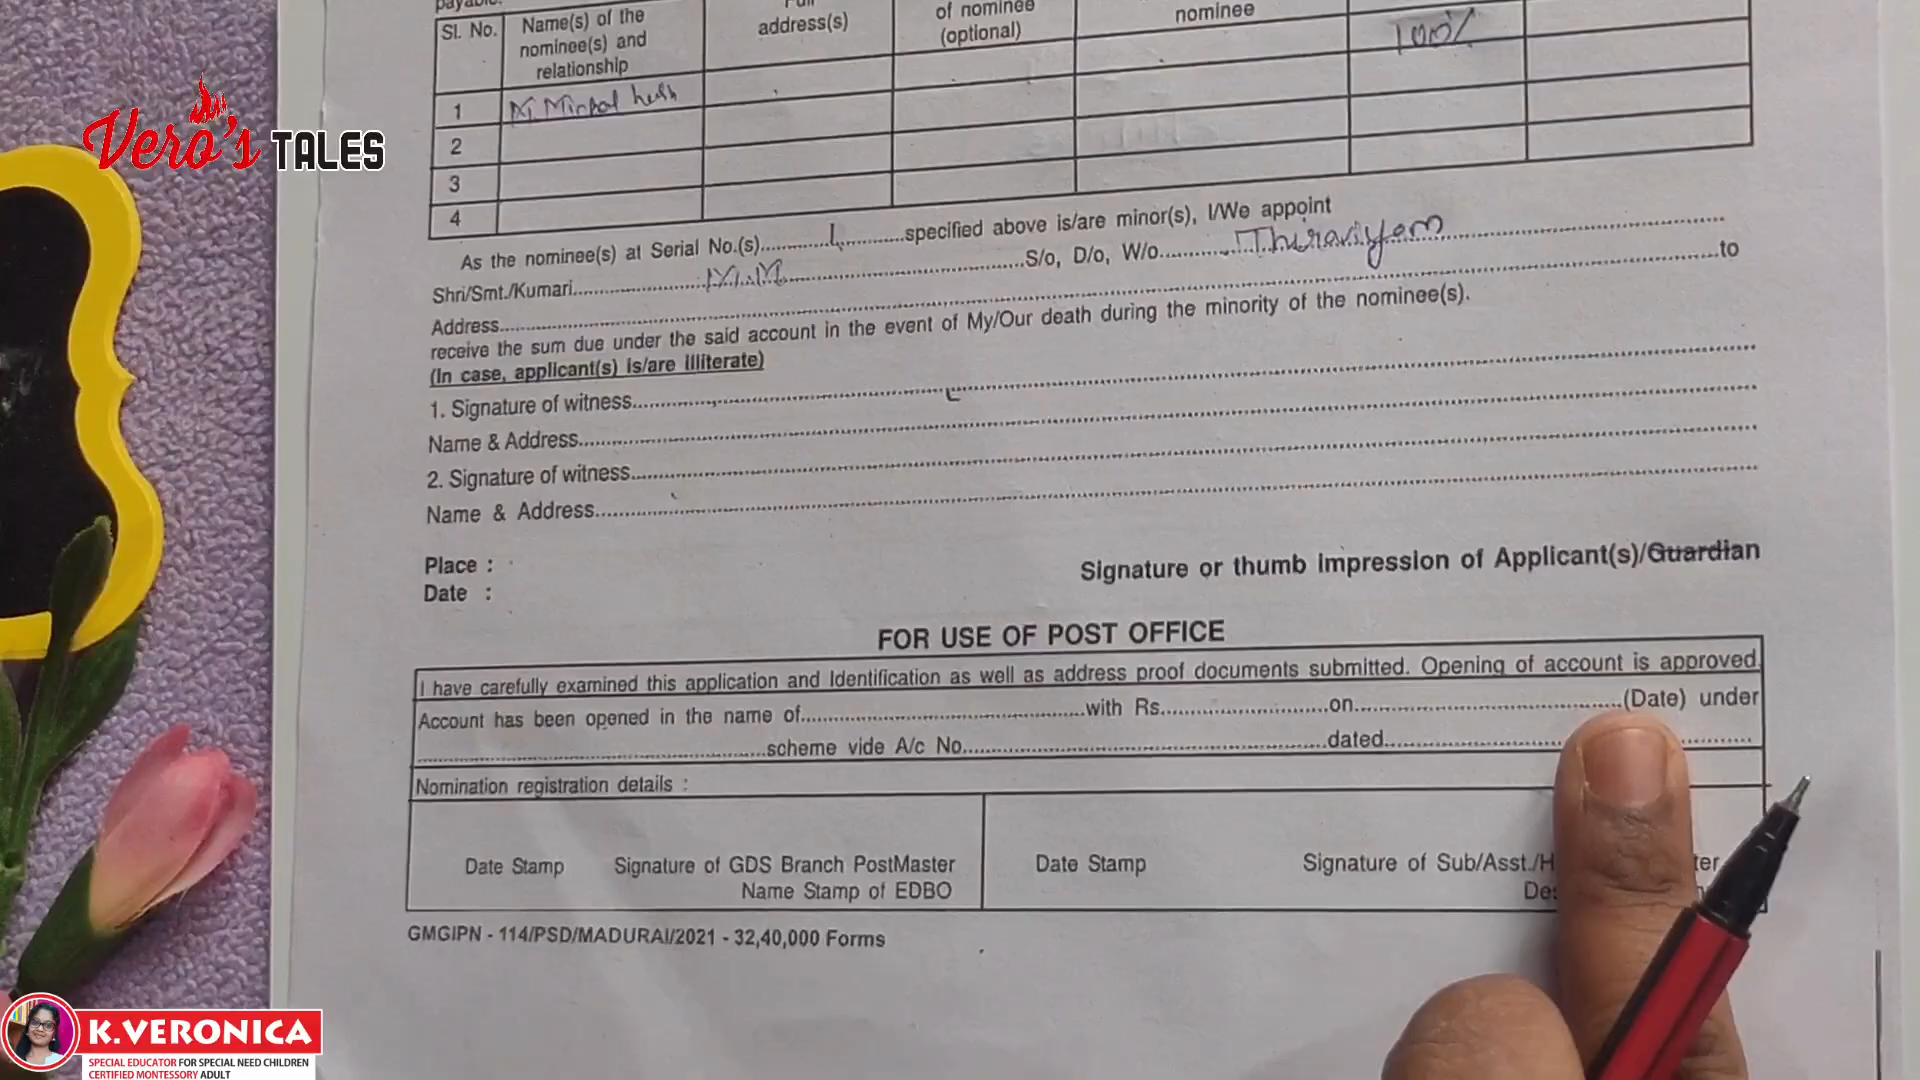 payable.
Sl. No. Name(s) of the nominee(s) and relationship address(s) of nominee (optional) nominee 100%
1
2
3
4
As the nominee(s) at Serial No.(s)..............1..............specified above is/are minor(s), I/We appoint
Shri/Smt./Kumari..............M.M..............S/o, D/o, W/o..............
Address..............to
receive the sum due under the said account in the event of My/Our death during the minority of the nominee(s).
(In case, applicant(s) is/are illiterate)
1. Signature of witness..............
Name & Address..............
2. Signature of witness..............
Name & Address..............
Place :
Date :
Signature or thumb impression of Applicant(s)/Guardian
FOR USE OF POST OFFICE
I have carefully examined this application and Identification as well as address proof documents submitted. Opening of account is approved.
Account has been opened in the name of..............with Rs..............on..............(Date) under
..............scheme vide A/c No..............dated..............
Nomination registration details :
Date Stamp Signature of GDS Branch PostMaster
Name Stamp of EDBO
Date Stamp Signature of Sub/Asst./H
GMGIPN - 114/PSD/MADURAI/2021 - 32,40,000 Forms
Vero's TALES
K.VERONICA
SPECIAL EDUCATOR FOR SPECIAL NEED CHILDREN
CERTIFIED MONTESSORY ADULT